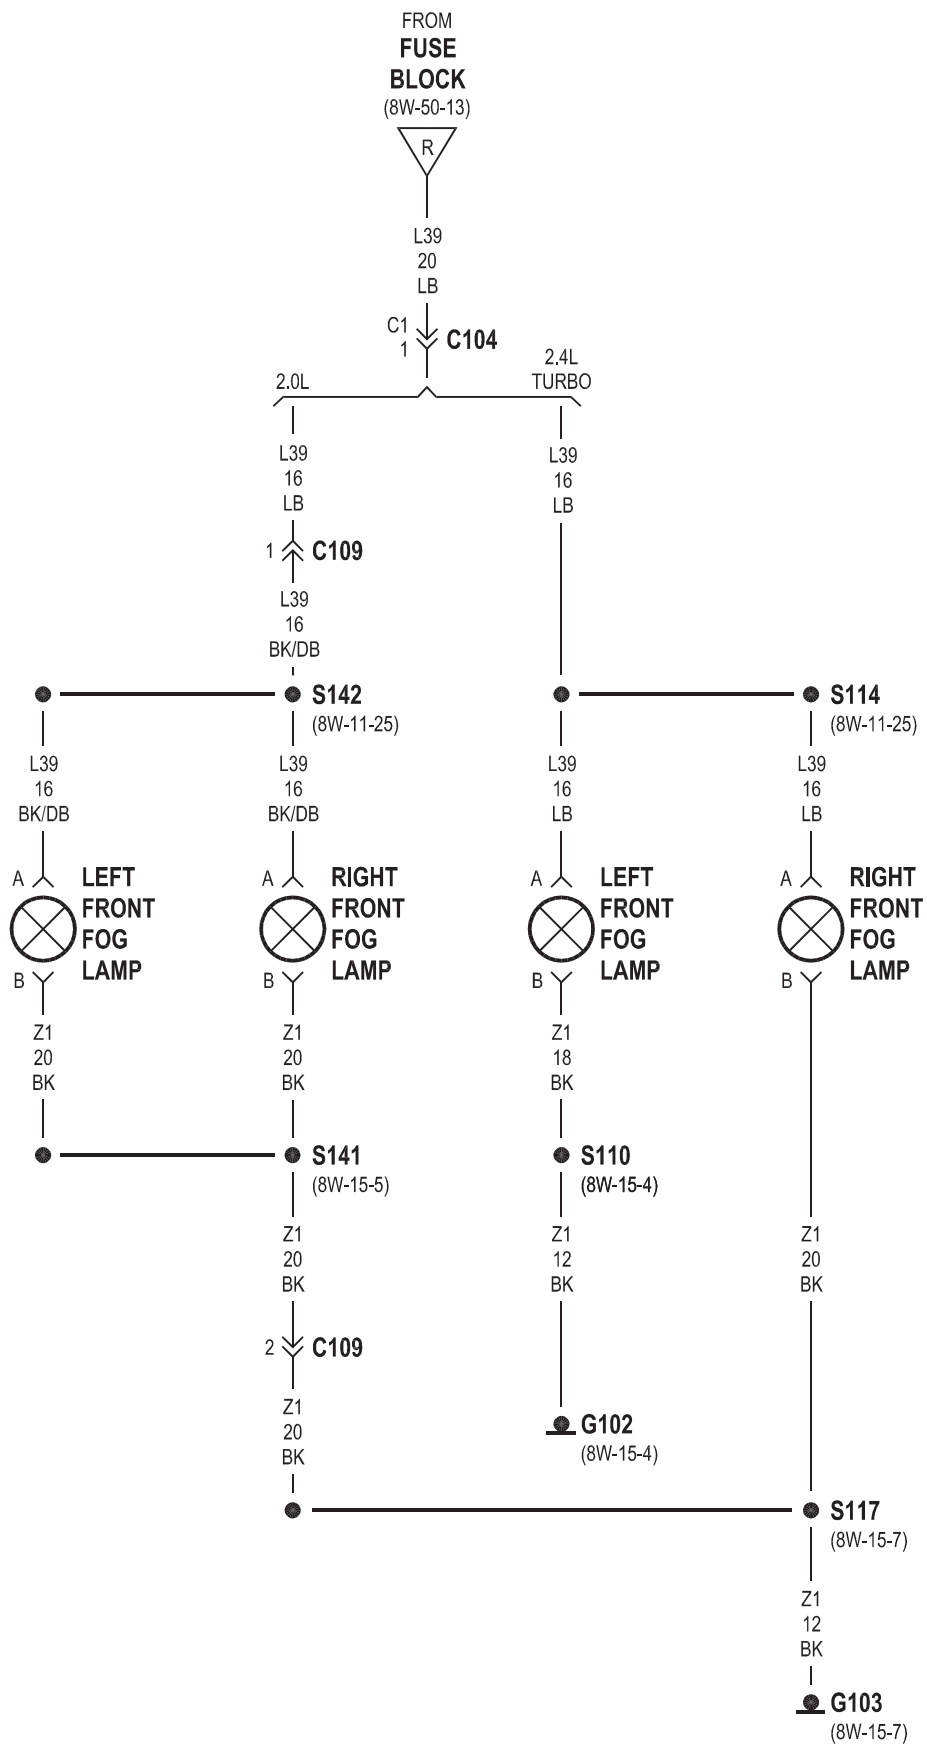 FROM
FUSE
BLOCK
(8W-50-13)
R
L39
20
LB
C1
1
C104
2.0L
2.4L
TURBO
L39
16
LB
L39
16
LB
1
C109
L39
16
BK/DB
S142
(8W-11-25)
S114
(8W-11-25)
L39
16
BK/DB
L39
16
BK/DB
L39
16
LB
L39
16
LB
A
LEFT
FRONT
FOG
LAMP
B
A
RIGHT
FRONT
FOG
LAMP
B
A
LEFT
FRONT
FOG
LAMP
B
A
RIGHT
FRONT
FOG
LAMP
B
Z1
20
BK
Z1
20
BK
Z1
18
BK
S141
(8W-15-5)
S110
(8W-15-4)
Z1
20
BK
Z1
12
BK
Z1
20
BK
2
C109
Z1
20
BK
G102
(8W-15-4)
S117
(8W-15-7)
Z1
12
BK
G103
(8W-15-7)